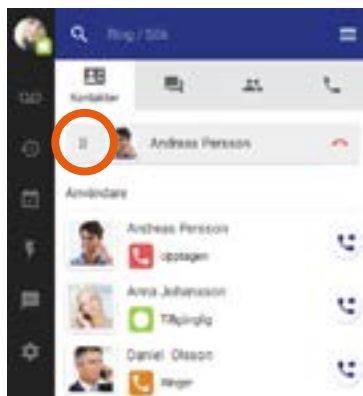 Ring / Sök
Kontakter
Andreas Persson
Användare
Andreas Persson
upptagen
Anna Johansson
Tillgänglig
Daniel Olsson
Ringer